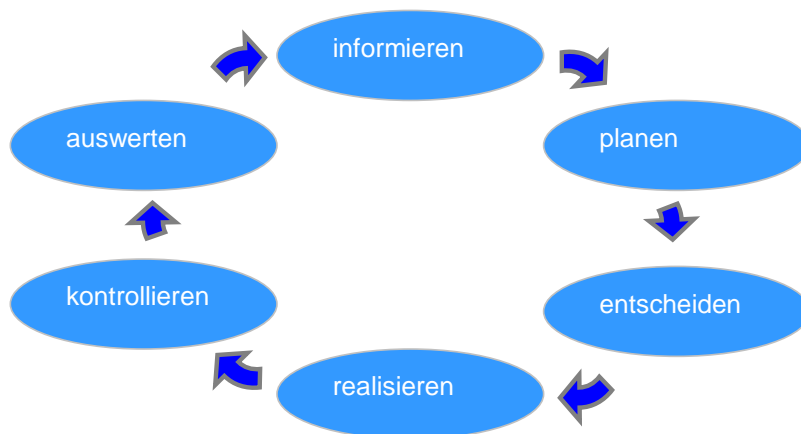 informieren
planen
entscheiden
realisieren
kontrollieren
auswerten